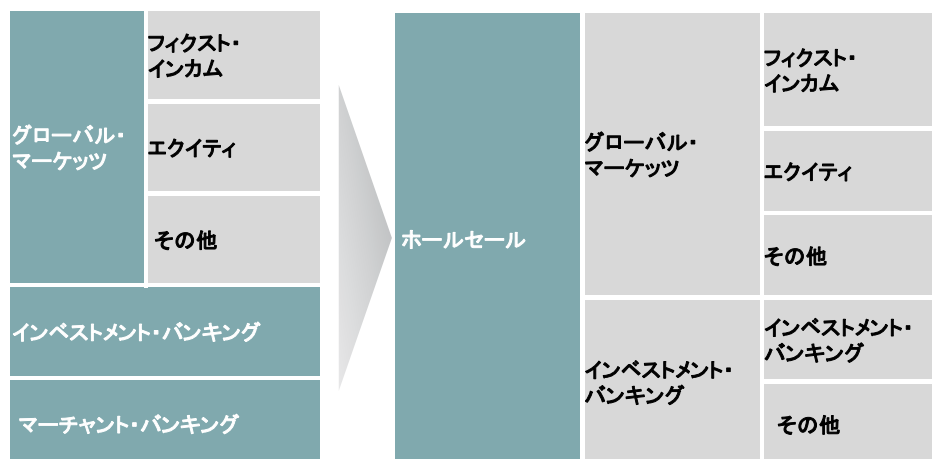 グローバル・
マーケッツ
フィクスト・
インカム
エクイティ
その他
インベストメント・バンキング
マーチャント・バンキング
ホールセール
グローバル・
マーケッツ
フィクスト・
インカム
エクイティ
その他
インベストメント・
バンキング
インベストメント・
バンキング
その他